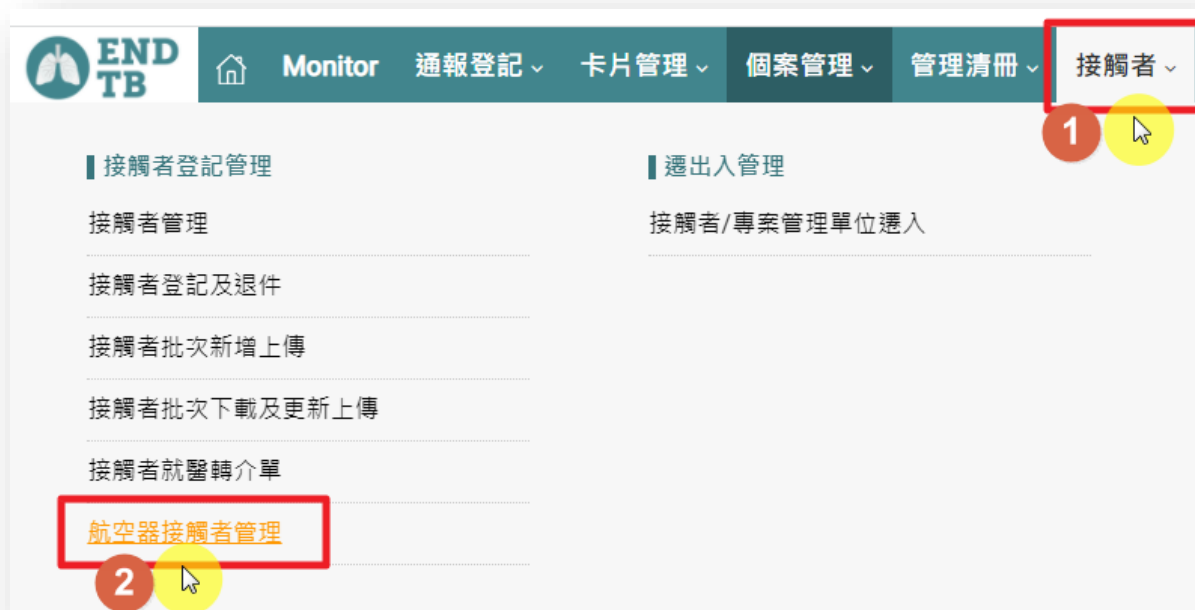 END
TB
Monitor 通報登記 卡片管理 個案管理 管理清冊 接觸者
1
接觸者登記管理
遷出入管理
接觸者管理
接觸者/專案管理單位遷入
接觸者登記及退件
接觸者批次新增上傳
接觸者批次下載及更新上傳
接觸者就醫轉介單
航空器接觸者管理
2